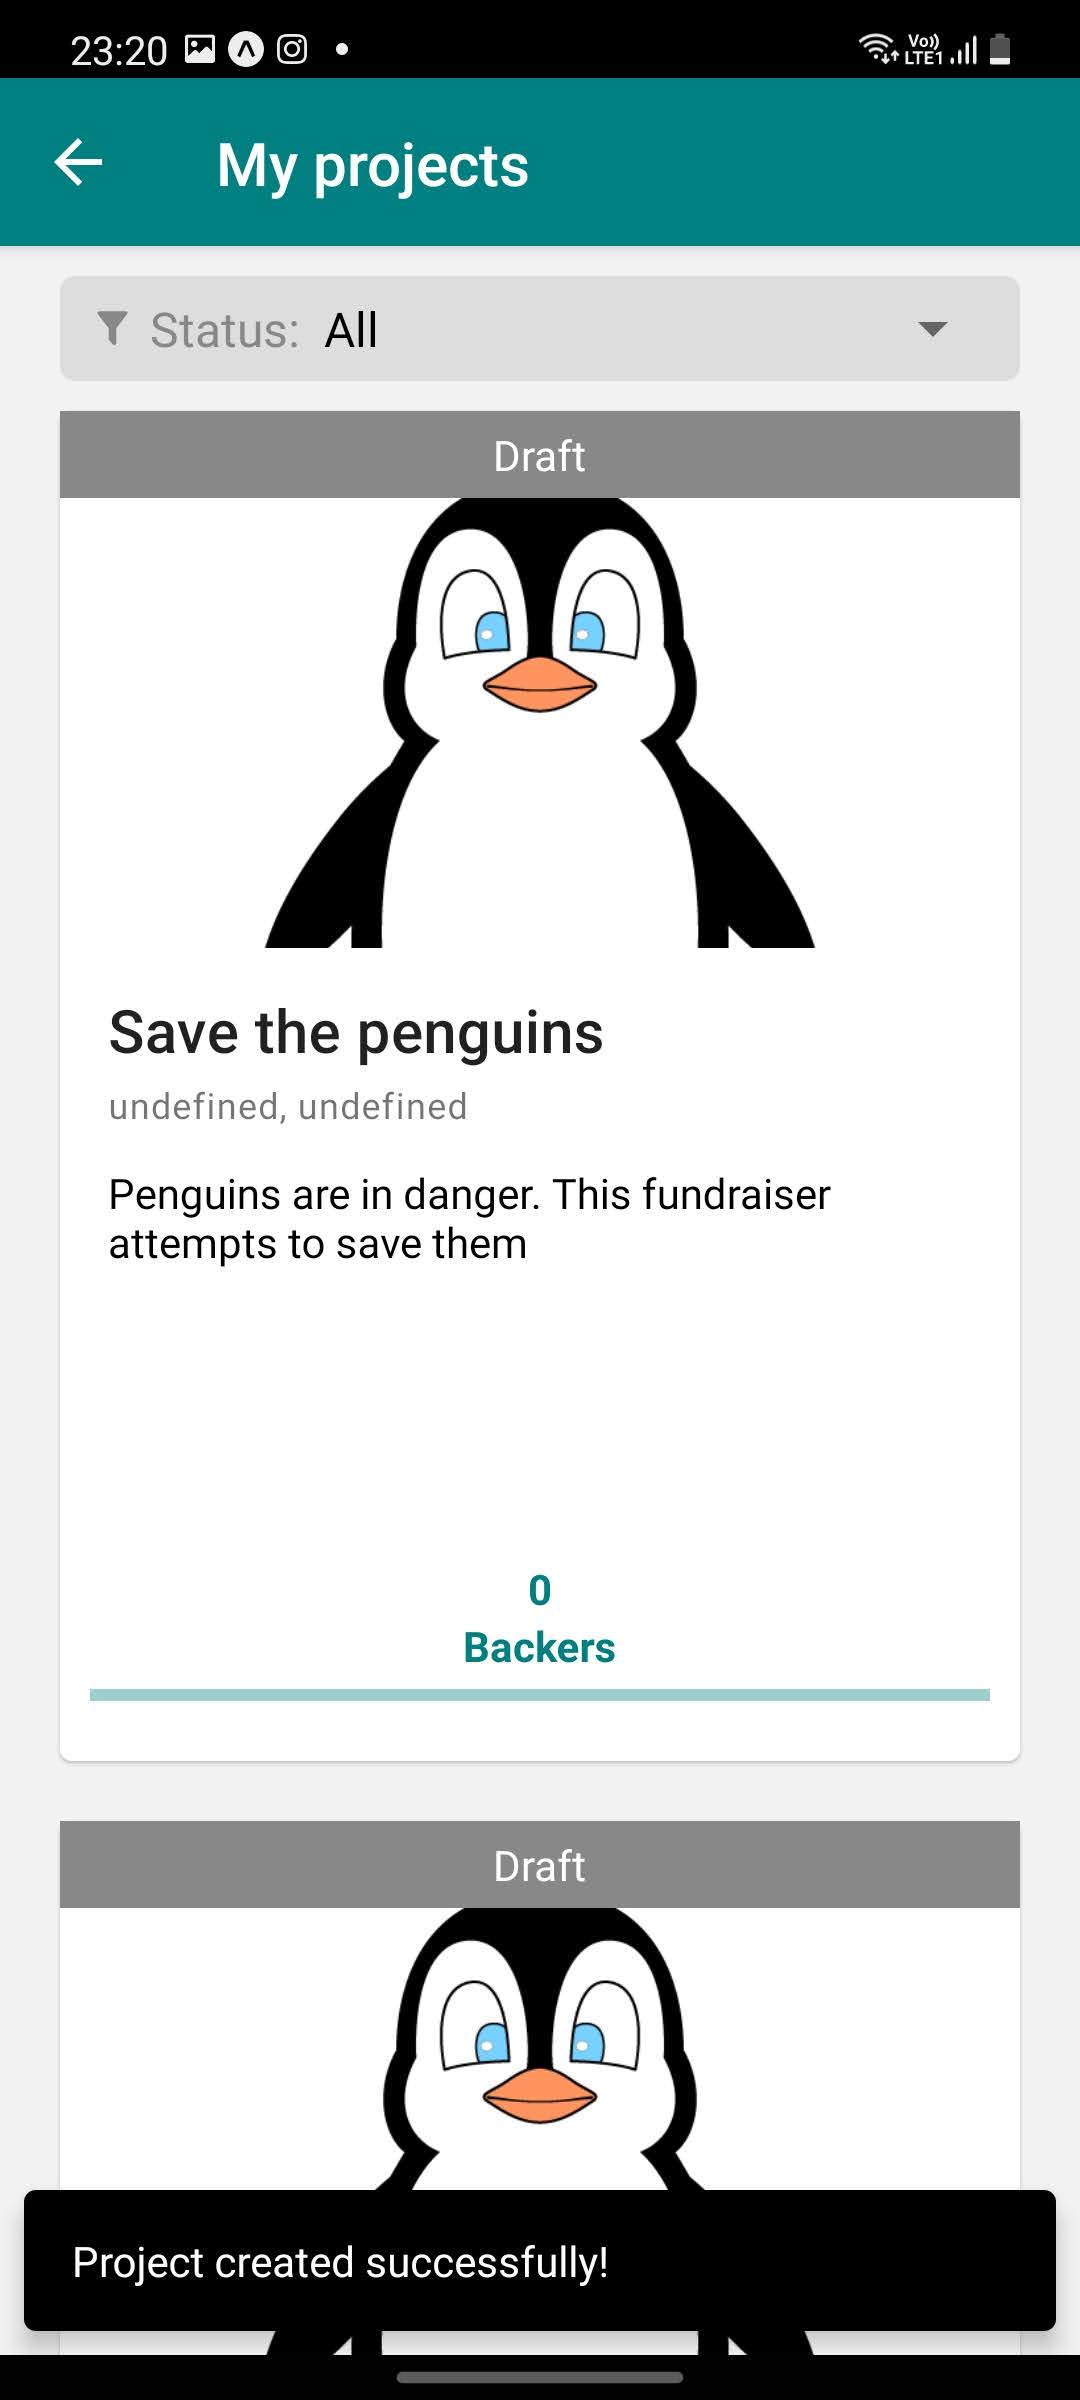 23:20
Vo)) LTE1
My projects
Status: All
Draft
Save the penguins
undefined, undefined
Penguins are in danger. This fundraiser
attempts to save them
0
Backers
Draft
Project created successfully!